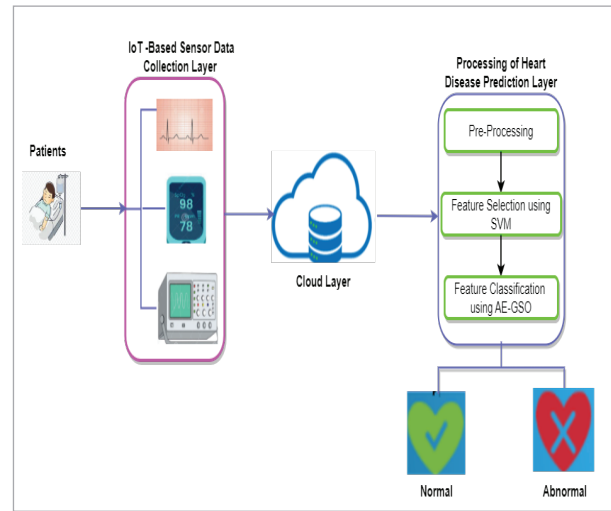 IoT -Based Sensor Data
Collection Layer
Processing of Heart
Disease Prediction Layer
Patients
98
78
Cloud Layer
Pre-Processing
Feature Selection using
SVM
Feature Classification
using AE-GSO
Normal
Abnormal